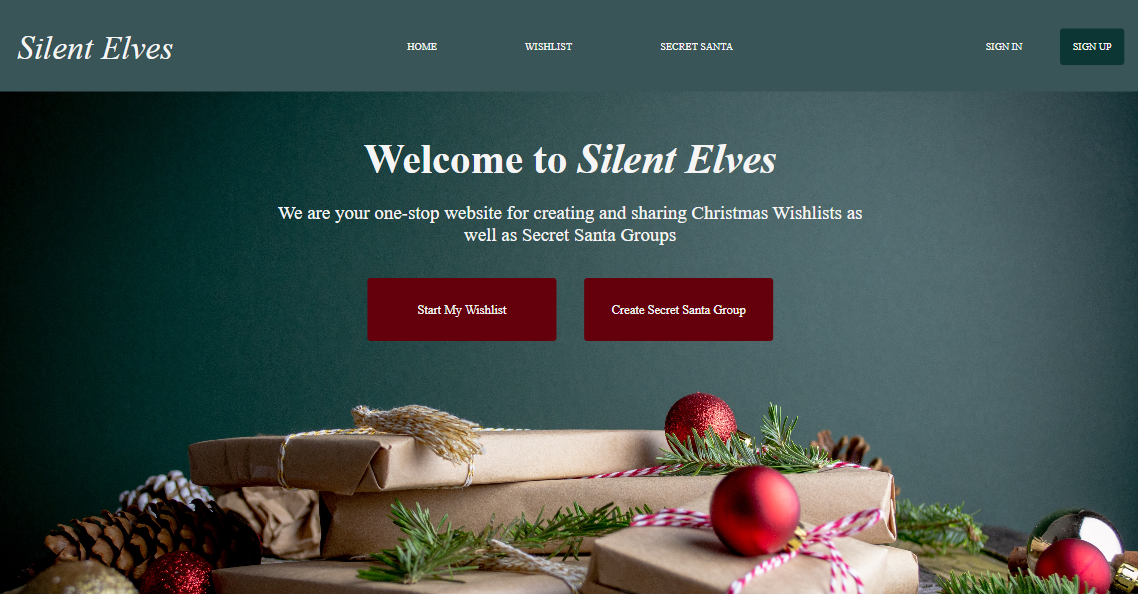 Silent Elves
HOME
WISHLIST
SECRET SANTA
SIGN IN
SIGN UP
Welcome to Silent Elves
We are your one-stop website for creating and sharing Christmas Wishlists as
well as Secret Santa Groups
Start My Wishlist
Create Secret Santa Group